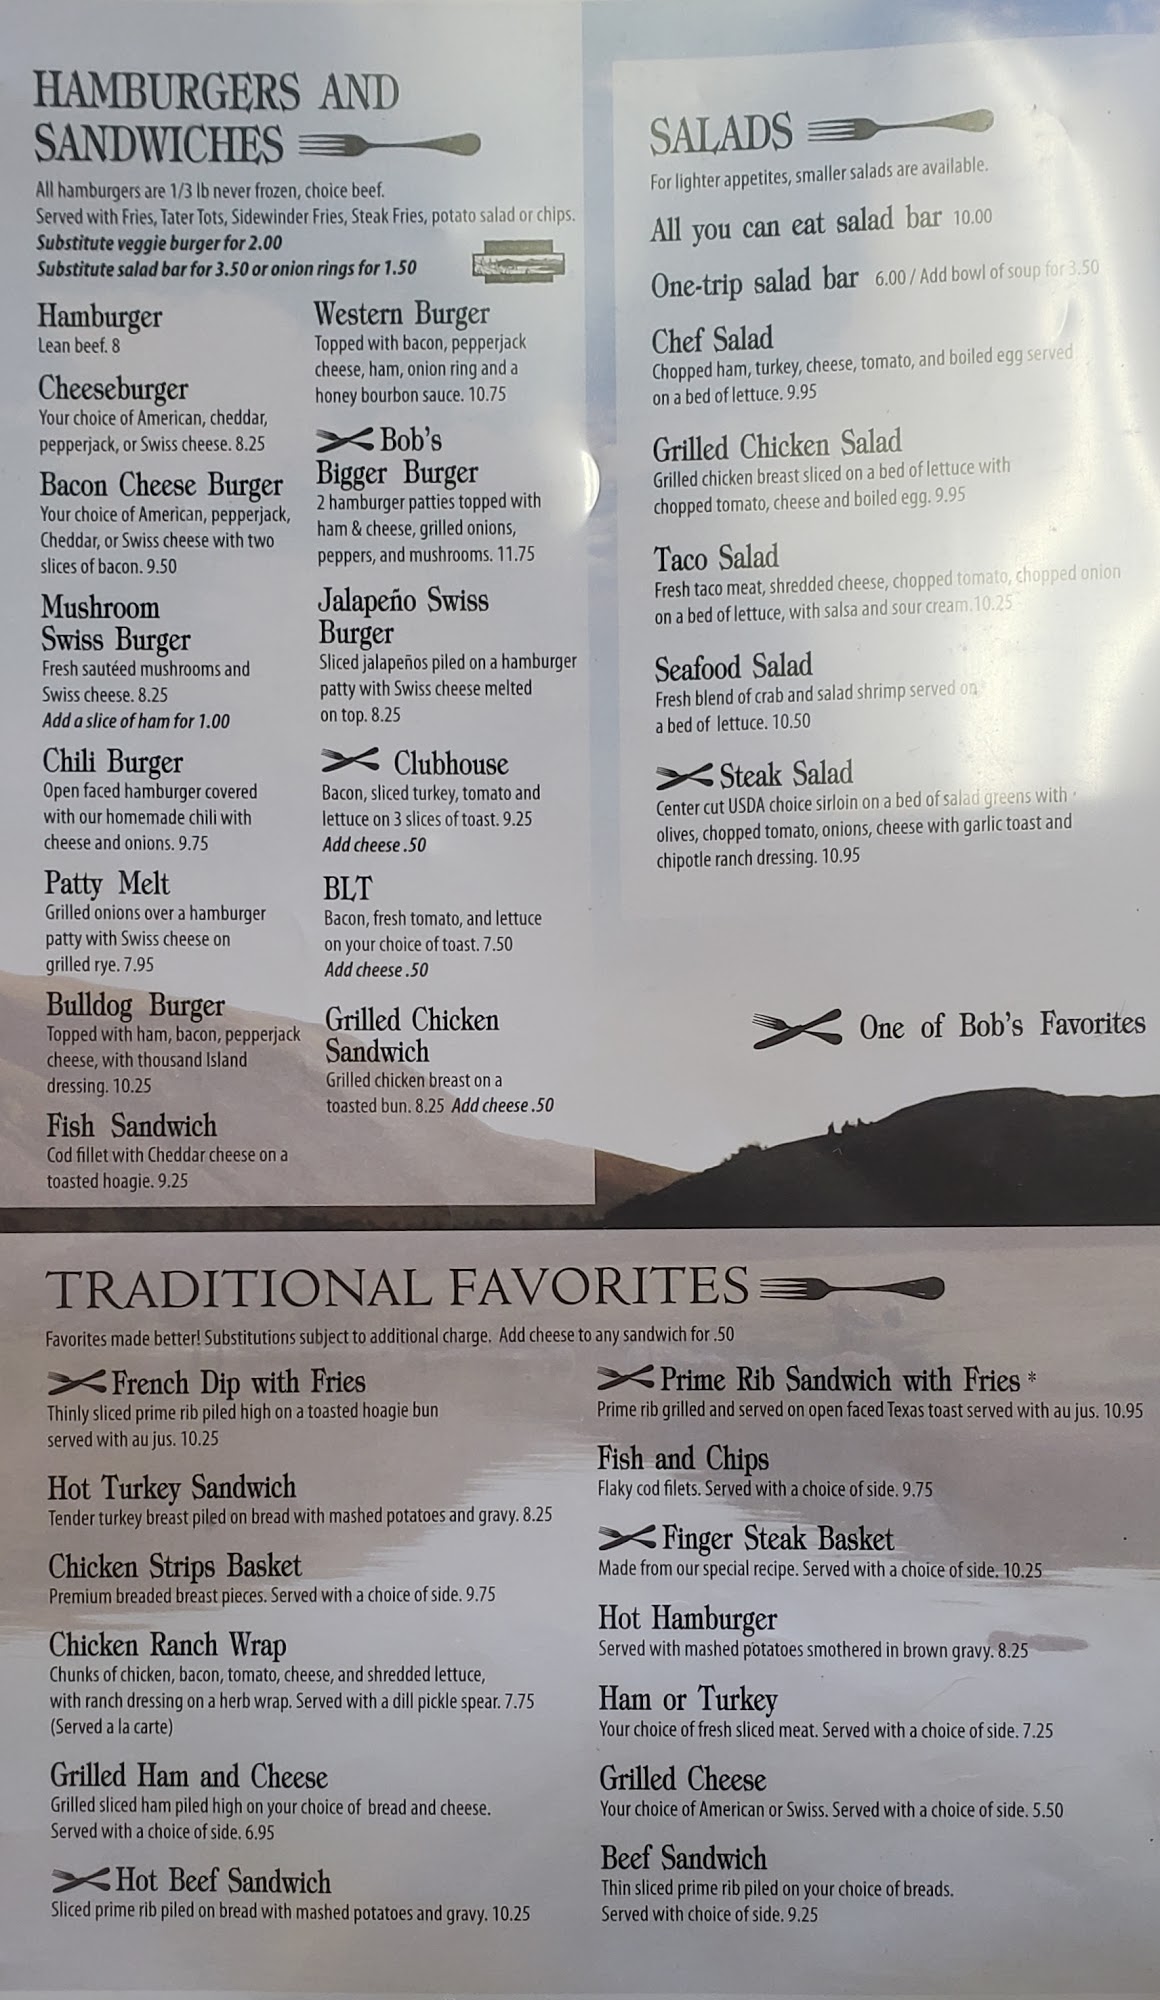 HAMBURGERS AND
SANDWICHES
All hamburgers are 1/3 lb never frozen, choice beef.
Served with Fries, Tater Tots, Sidewinder Fries, Steak Fries, potato salad or chips.
Substitute veggie burger for 2.00
Substitute salad bar for 3.50 or onion rings for 1.50
Hamburger
Lean beef. 8
Cheeseburger
Your choice of American, cheddar,
pepperjack, or Swiss cheese. 8.25
Bacon Cheese Burger
Your choice of American, pepperjack,
Cheddar, or Swiss cheese with two
slices of bacon. 9.50
Mushroom
Swiss Burger
Fresh sautéed mushrooms and
Swiss cheese. 8.25
Add a slice of ham for 1.00
Chili Burger
Open faced hamburger covered
with our homemade chili with
cheese and onions. 9.75
Patty Melt
Grilled onions over a hamburger
patty with Swiss cheese on
grilled rye. 7.95
Bulldog Burger
Topped with ham, bacon, pepperjack
cheese, with thousand Island
dressing. 10.25
Fish Sandwich
Cod fillet with Cheddar cheese on a
toasted hoagie. 9.25
Western Burger
Topped with bacon, pepperjack
cheese, ham, onion ring and a
honey bourbon sauce. 10.75
Bob's
Bigger Burger
2 hamburger patties topped with
ham & cheese, grilled onions,
peppers, and mushrooms. 11.75
Jalapeño Swiss
Burger
Sliced jalapeños piled on a hamburger
patty with Swiss cheese melted
on top. 8.25
Clubhouse
Bacon, sliced turkey, tomato and
lettuce on 3 slices of toast. 9.25
Add cheese .50
BLT
Bacon, fresh tomato, and lettuce
on your choice of toast. 7.50
Add cheese .50
Grilled Chicken
Sandwich
Grilled chicken breast on a
toasted bun. 8.25 Add cheese .50
SALADS
For lighter appetites, smaller salads are available.
All you can eat salad bar 10.00
One-trip salad bar 6.00 / Add bowl of soup for 3.50
Chef Salad
Chopped ham, turkey, cheese, tomato, and boiled egg served
on a bed of lettuce. 9.95
Grilled Chicken Salad
Grilled chicken breast sliced on a bed of lettuce with
chopped tomato, cheese and boiled egg. 9.95
Taco Salad
Fresh taco meat, shredded cheese, chopped tomato, chopped onion
on a bed of lettuce, with salsa and sour cream.10.25
Seafood Salad
Fresh blend of crab and salad shrimp served on
a bed of lettuce. 10.50
Steak Salad
Center cut USDA choice sirloin on a bed of salad greens with
olives, chopped tomato, onions, cheese with garlic toast and
chipotle ranch dressing. 10.95
One of Bob's Favorites
TRADITIONAL FAVORITES
Favorites made better! Substitutions subject to additional charge. Add cheese to any sandwich for .50
French Dip with Fries
Thinly sliced prime rib piled high on a toasted hoagie bun
served with au jus. 10.25
Hot Turkey Sandwich
Tender turkey breast piled on bread with mashed potatoes and gravy. 8.25
Chicken Strips Basket
Premium breaded breast pieces. Served with a choice of side. 9.75
Chicken Ranch Wrap
Chunks of chicken, bacon, tomato, cheese, and shredded lettuce,
with ranch dressing on a herb wrap. Served with a dill pickle spear. 7.75
(Served a la carte)
Grilled Ham and Cheese
Grilled sliced ham piled high on your choice of bread and cheese.
Served with a choice of side. 6.95
Hot Beef Sandwich
Sliced prime rib piled on bread with mashed potatoes and gravy. 10.25
Prime Rib Sandwich with Fries *
Prime rib grilled and served on open faced Texas toast served with au jus. 10.95
Fish and Chips
Flaky cod filets. Served with a choice of side. 9.75
Finger Steak Basket
Made from our special recipe. Served with a choice of side. 10.25
Hot Hamburger
Served with mashed potatoes smothered in brown gravy. 8.25
Ham or Turkey
Your choice of fresh sliced meat. Served with a choice of side. 7.25
Grilled Cheese
Your choice of American or Swiss. Served with a choice of side. 5.50
Beef Sandwich
Thin sliced prime rib piled on your choice of breads.
Served with choice of side. 9.25